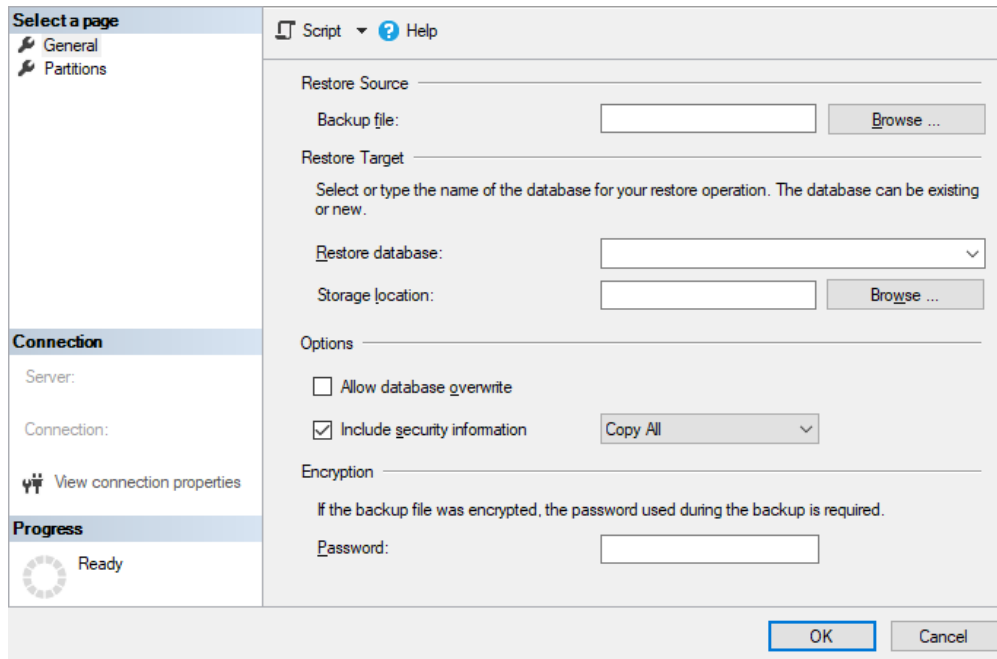 Select a page
General
Partitions
Connection
Server:
Connection:
View connection properties
Progress
Ready
Script
Help
Restore Source
Backup file:
Browse ...
Restore Target
Select or type the name of the database for your restore operation. The database can be existing
or new.
Restore database:
Storage location:
Browse ...
Options
Allow database overwrite
Include security information
Copy All
Encryption
If the backup file was encrypted, the password used during the backup is required.
Password:
OK
Cancel